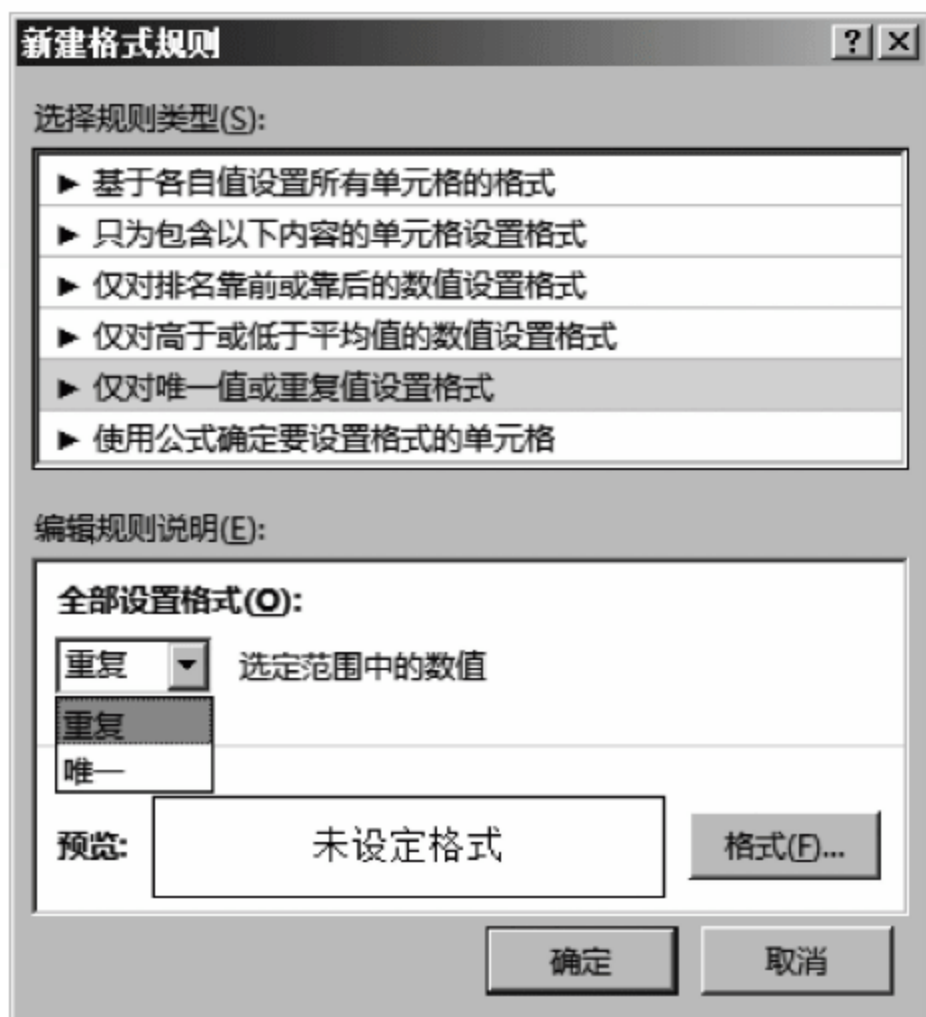 新建格式规则
选择规则类型(S):
► 基于各自值设置所有单元格的格式
► 只为包含以下内容的单元格设置格式
► 仅对排名靠前或靠后的数值设置格式
► 仅对高于或低于平均值的数值设置格式
► 仅对唯一值或重复值设置格式
► 使用公式确定要设置格式的单元格
编辑规则说明(E):
全部设置格式(O):
重复 选定范围中的数值
重复
唯一
预览: 未设定格式 格式(F)...
确定 取消